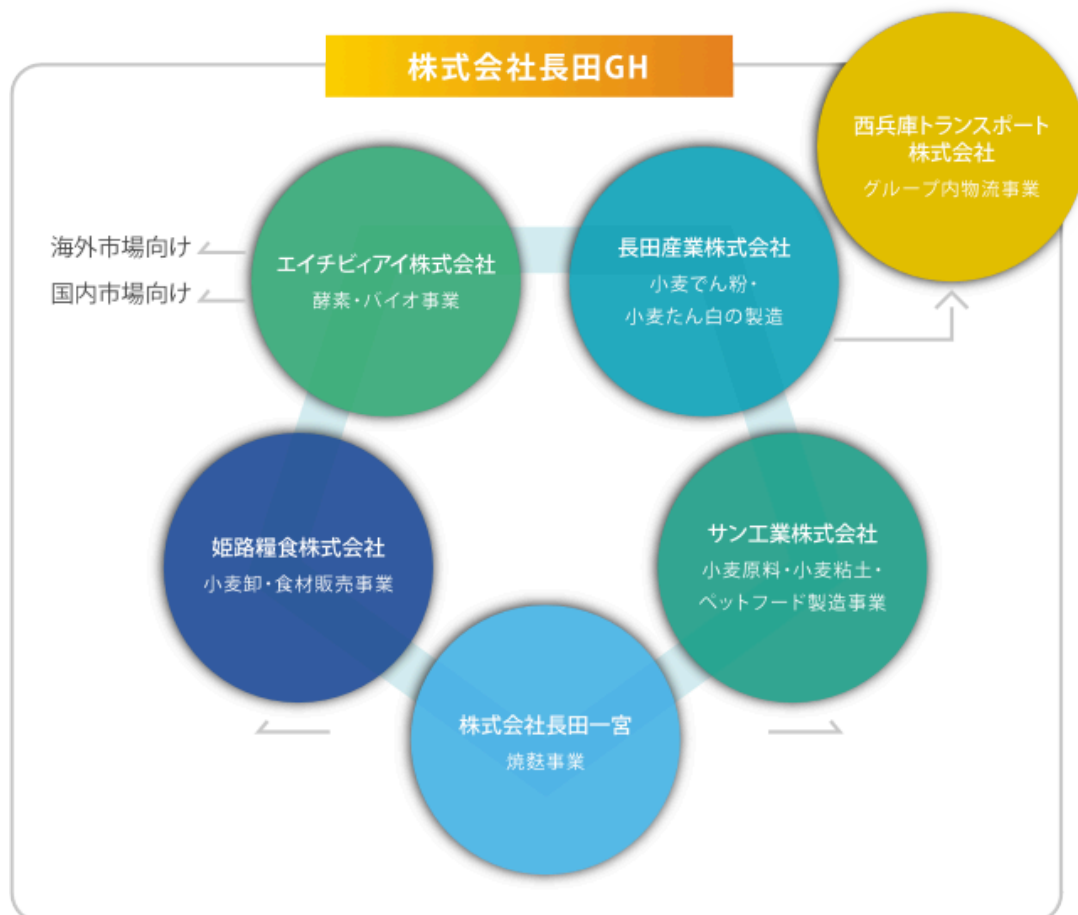 株式会社長田GH
西兵庫トランスポート
株式会社
グループ内物流事業
海外市場向け
国内市場向け
エイチビィアイ株式会社
酵素・バイオ事業
長田産業株式会社
小麦でん粉・
小麦たん白の製造
姫路糧食株式会社
小麦卸・食材販売事業
サン工業株式会社
小麦原料・小麦粘土・
ペットフード製造事業
株式会社長田一宮
焼麩事業